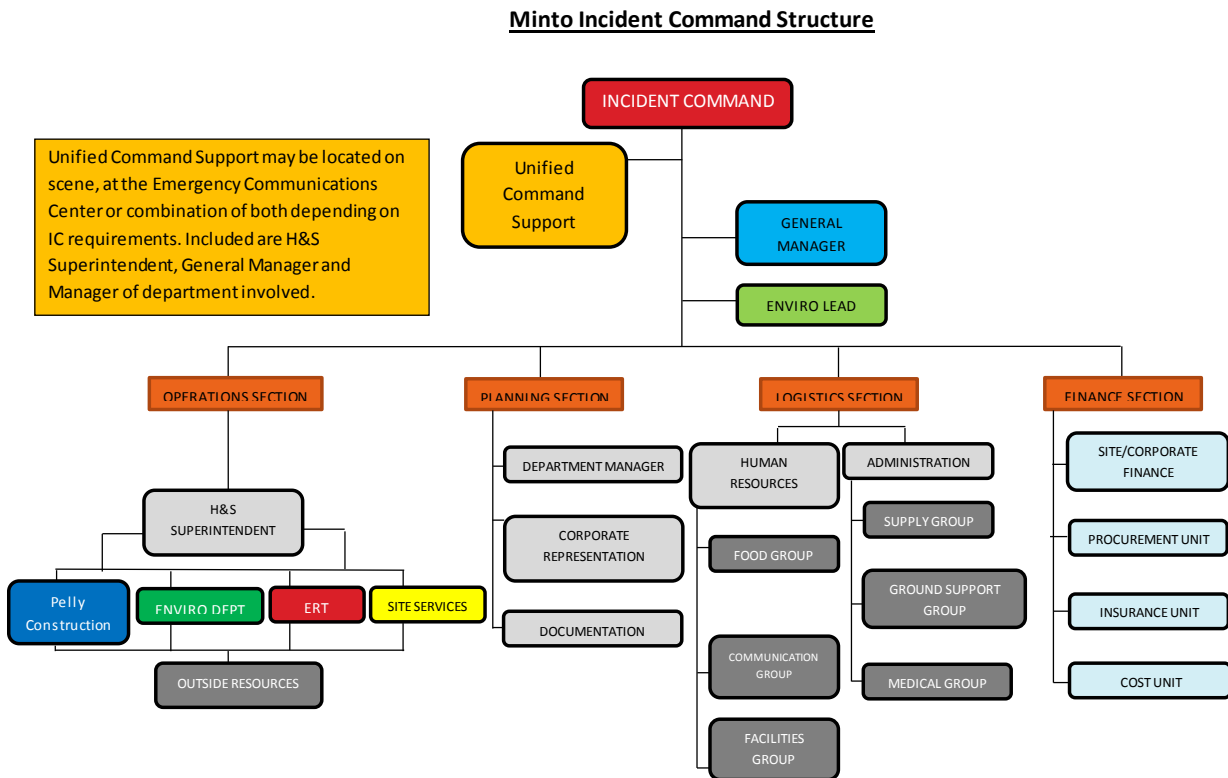 Minto Incident Command Structure
INCIDENT COMMAND
Unified Command Support may be located on
scene, at the Emergency Communications
Center or combination of both depending on
IC requirements. Included are H&S
Superintendent, General Manager and
Manager of department involved.
Unified
Command
Support
GENERAL
MANAGER
ENVIRO LEAD
OPERATIONS SECTION
PLANNING SECTION
LOGISTICS SECTION
FINANCE SECTION
H&S
SUPERINTENDENT
Pelly
Construction
ENVIRO DEPT
ERT
SITE SERVICES
OUTSIDE RESOURCES
DEPARTMENT MANAGER
CORPORATE
REPRESENTATION
DOCUMENTATION
HUMAN
RESOURCES
FOOD GROUP
COMMUNICATION
GROUP
FACILITIES
GROUP
ADMINISTRATION
SUPPLY GROUP
GROUND SUPPORT
GROUP
MEDICAL GROUP
SITE/CORPORATE
FINANCE
PROCUREMENT UNIT
INSURANCE UNIT
COST UNIT